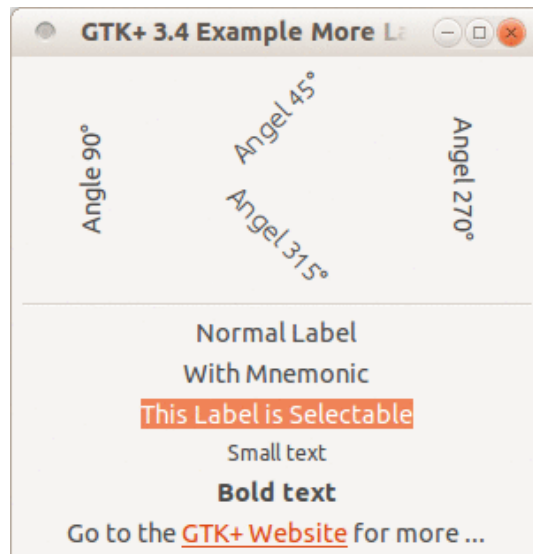 GTK+ 3.4 Example More La
Angle 90°
Angel 45°
Angel 315°
Angel 270°
Normal Label
With Mnemonic
This Label is Selectable
Small text
Bold text
Go to the GTK+ Website for more ...